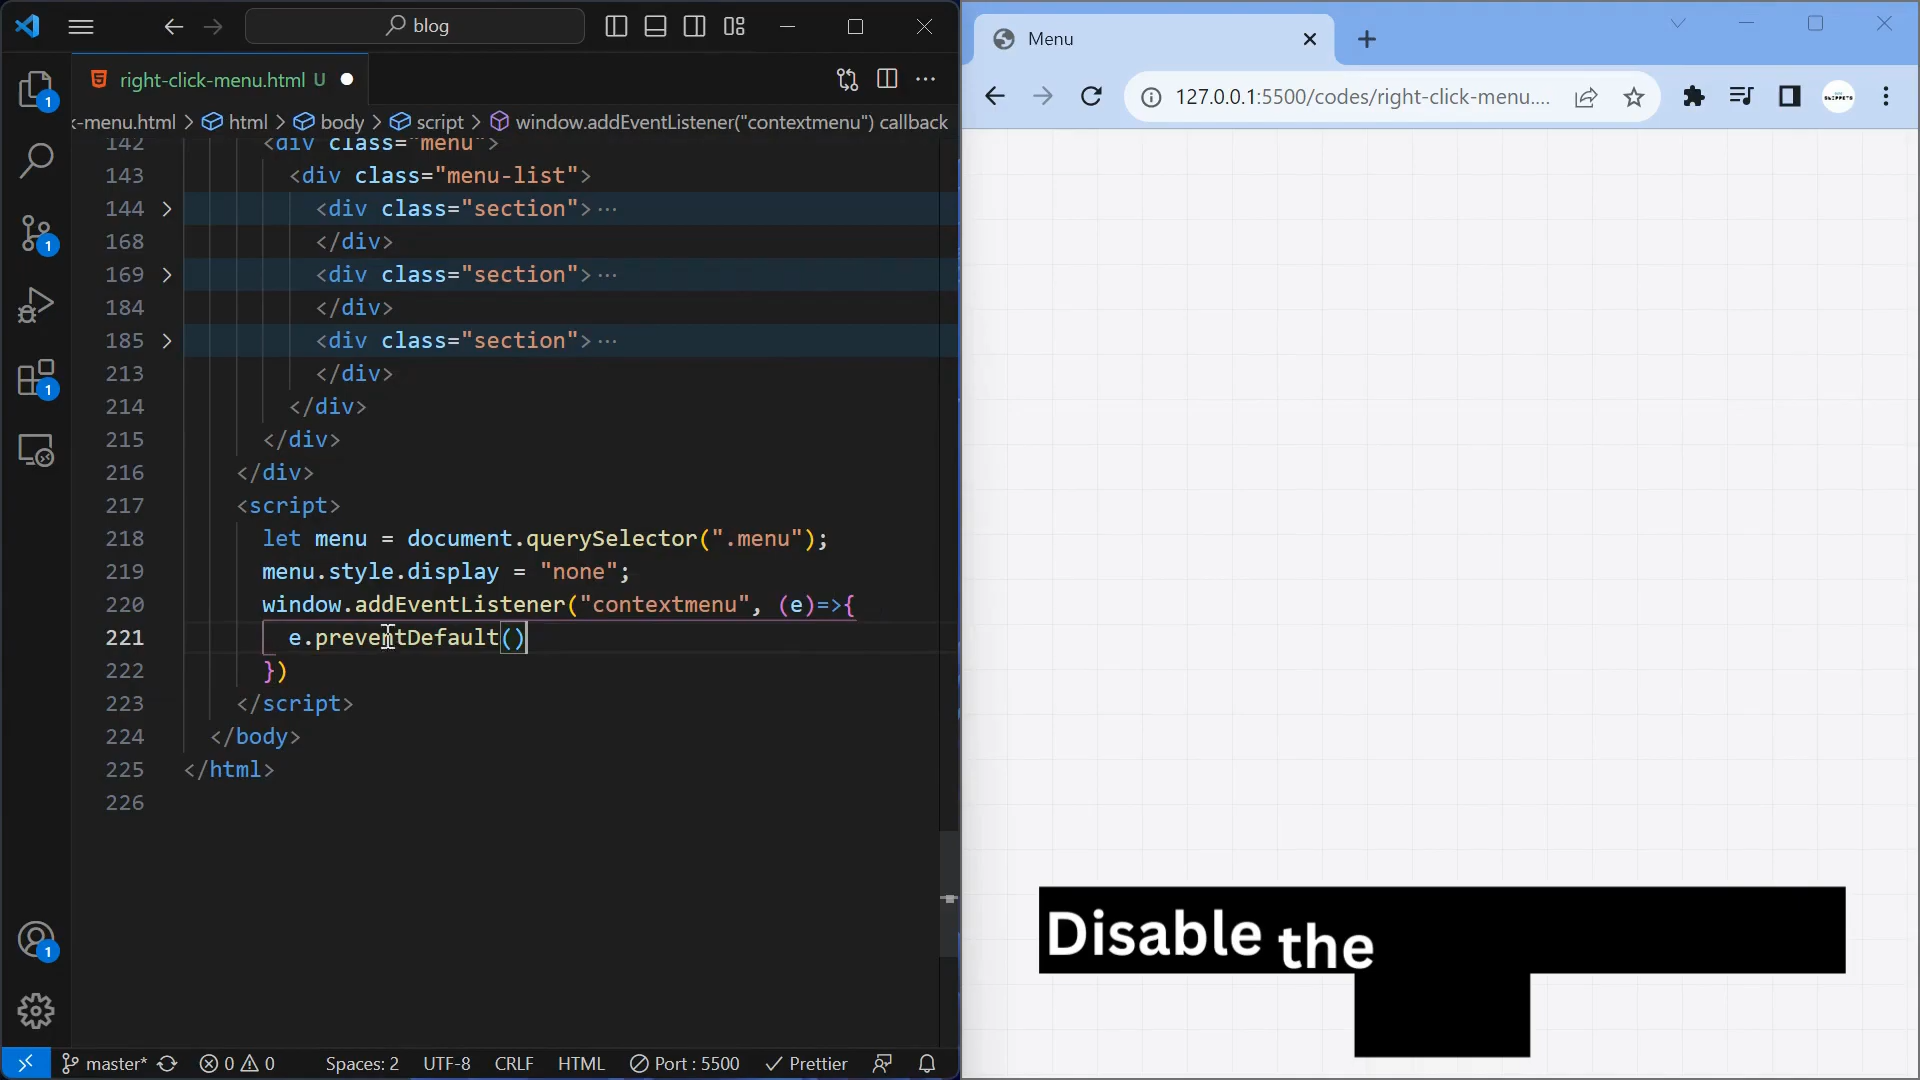 blog
right-click-menu.html U
k-menu.html > html > body > script > window.addEventListener("contextmenu") callback
142 <div class="menu">
143 <div class="menu-list">
144 <div class="section">...
168 </div>
169 <div class="section">...
184 </div>
185 <div class="section">...
213 </div>
214 </div>
215 </div>
216 </div>
217 <script>
218 let menu = document.querySelector(".menu");
219 menu.style.display = "none";
220 window.addEventListener("contextmenu", (e)=>{
221 e.preventDefault()
222 })
223 </script>
224 </body>
225 </html>
226
1
1
1
1
master* 0 0 Spaces: 2 UTF-8 CRLF HTML Port : 5500 Prettier
Menu
127.0.0.1:5500/codes/right-click-menu....
Disable the